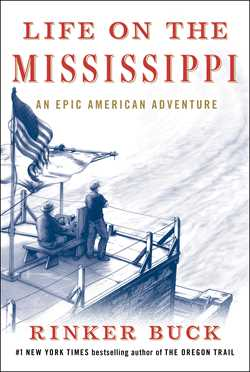 LIFE ON THE
MISSISSIPPI
AN EPIC AMERICAN ADVENTURE
RINKER BUCK
#1 NEW YORK TIMES bestselling author of THE OREGON TRAIL